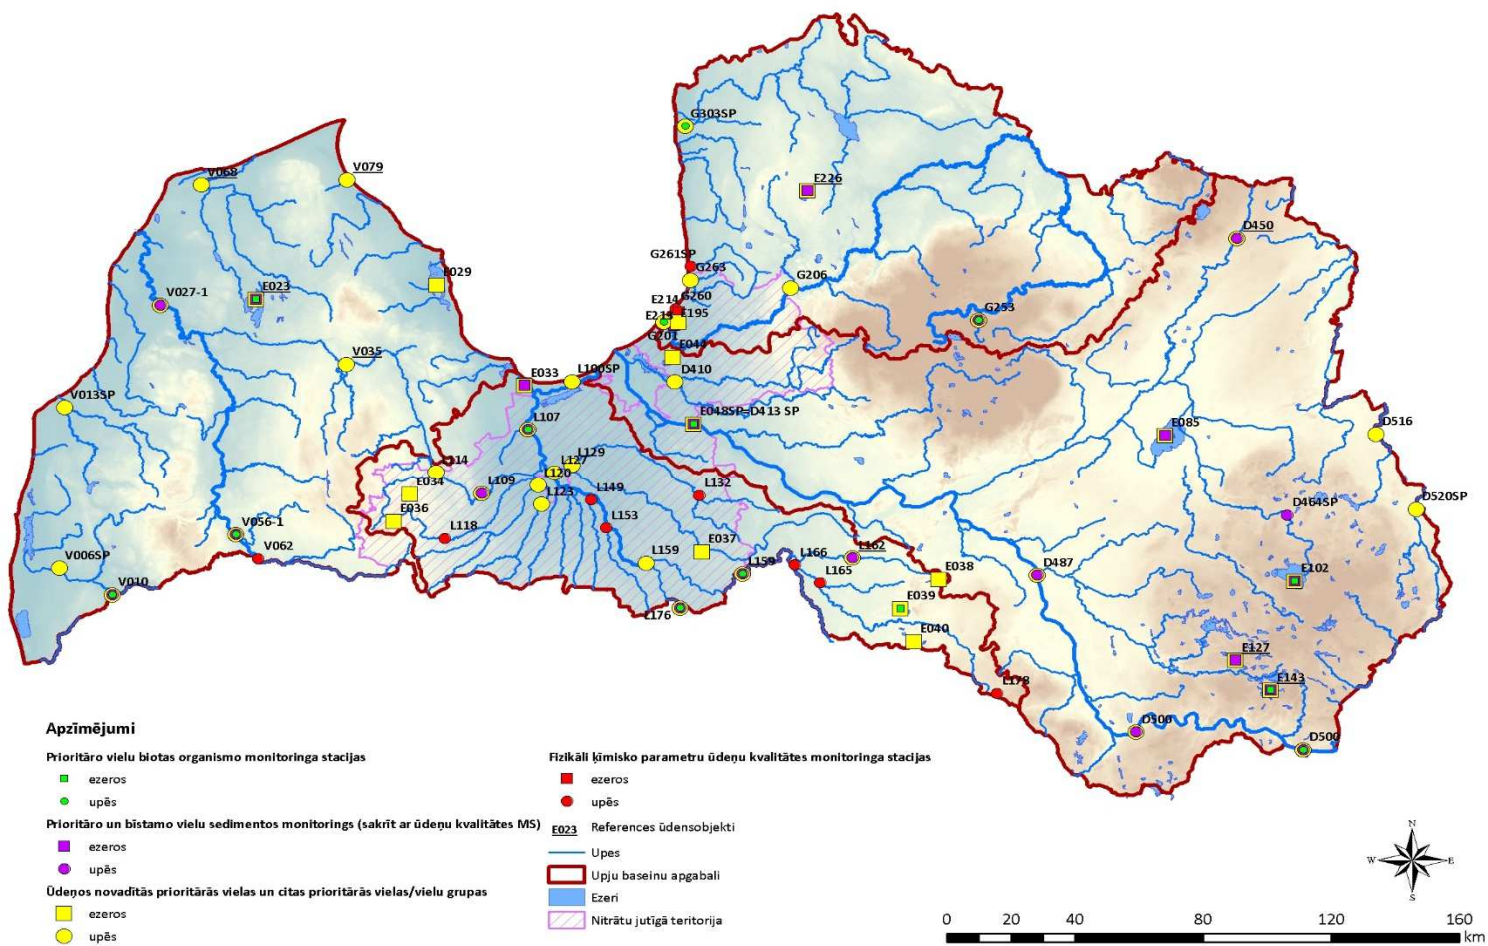 G303SP
V079
V068
E226
D450
G261SP
G263
E029
G206
V027-1
E023
E214
G260
E213
E195
G253
G201
E044
V035
L100SP
E033
D410
V013SP
L107
E048SP-D413 SP
E085
D516
L129
L127
L114
L120
E034
L109
L123
L149
L132
D464SP
D520SP
E036
V056-1
L118
L153
V062
E037
V006SP
L159
L159
L166
L162
L165
E038
D487
E102
V010
L176
E039
E040
E127
E143
L178
D500
D500
Apzīmējumi
Prioritāro vielu biotas organismo monitoringa stacijas
ezeros
upēs
Prioritāro un bīstamo vielu sedimentos monitorings (sakrīt ar ūdeņu kvalitātes MS)
ezeros
upēs
Ūdeņos novadītās prioritārās vielas un citas prioritārās vielas/vielu grupas
ezeros
upēs
Fizikāli ķīmisko parametru ūdeņu kvalitātes monitoringa stacijas
ezeros
upēs
E023 References ūdensobjekti
Upes
Upju baseinu apgabali
Ezeri
Nitrātu jutīgā teritorija
N
W E
S
0 20 40 80 120 160
km